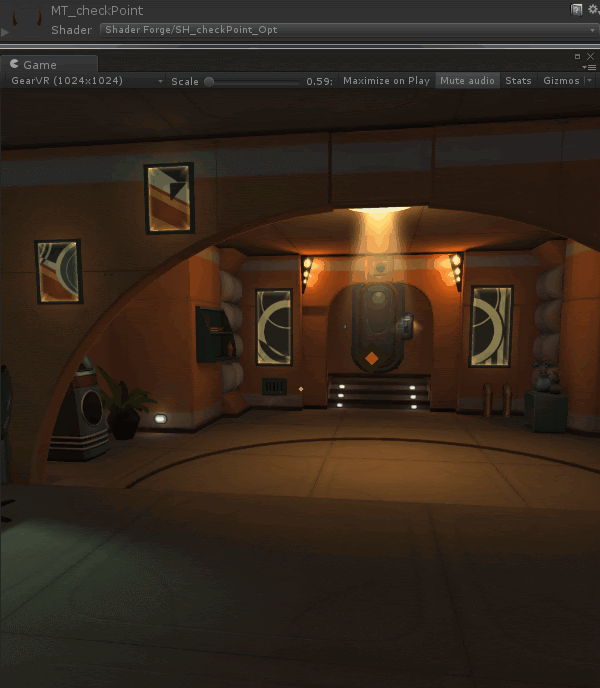 MT_checkPoint
Shader Shader Forge/SH_checkPoint_Opt
Game
GearVR (1024x1024) Scale 0.59: Maximize on Play Mute audio Stats Gizmos